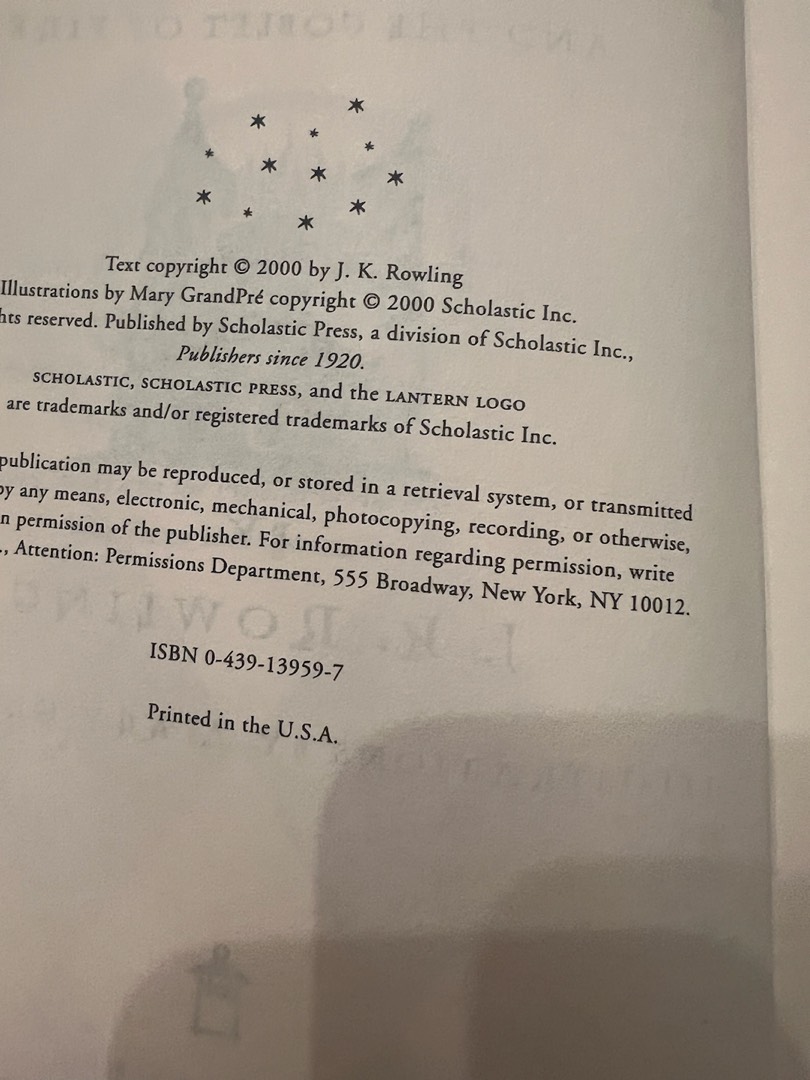 Text copyright © 2000 by J. K. Rowling
Illustrations by Mary GrandPré copyright © 2000 Scholastic Inc.
hts reserved. Published by Scholastic Press, a division of Scholastic Inc.,
Publishers since 1920.
SCHOLASTIC, SCHOLASTIC PRESS, and the LANTERN LOGO
are trademarks and/or registered trademarks of Scholastic Inc.
publication may be reproduced, or stored in a retrieval system, or transmitted
by any means, electronic, mechanical, photocopying, recording, or otherwise,
n permission of the publisher. For information regarding permission, write
., Attention: Permissions Department, 555 Broadway, New York, NY 10012.
ISBN 0-439-13959-7
Printed in the U.S.A.